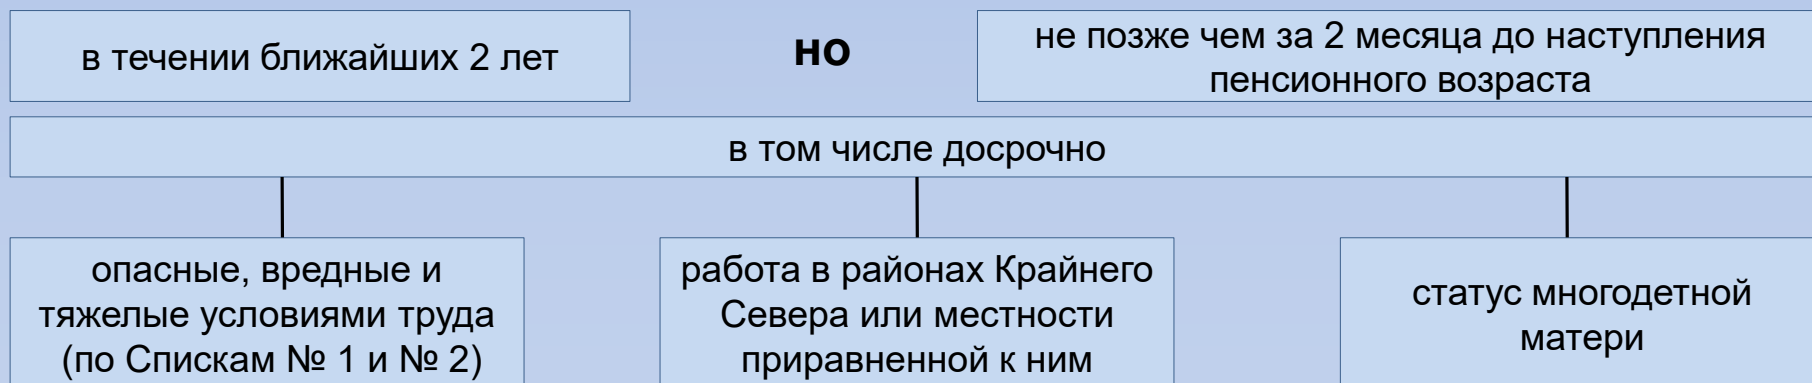 в течении ближайших 2 лет
но
не позже чем за 2 месяца до наступления
пенсионного возраста
в том числе досрочно
опасные, вредные и
тяжелые условиями труда
(по Спискам № 1 и № 2)
работа в районах Крайнего
Севера или местности
приравненной к ним
статус многодетной
матери